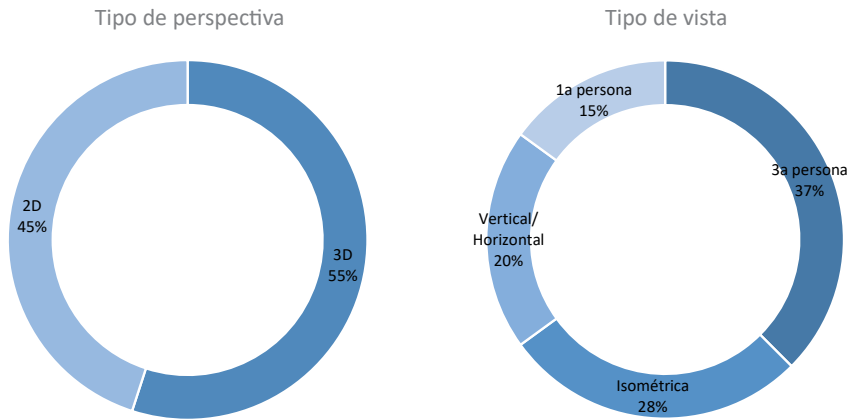 Tipo de perspectiva
2D
45%
3D
55%
Tipo de vista
1a persona
15%
3a persona
37%
Vertical/
Horizontal
20%
Isométrica
28%